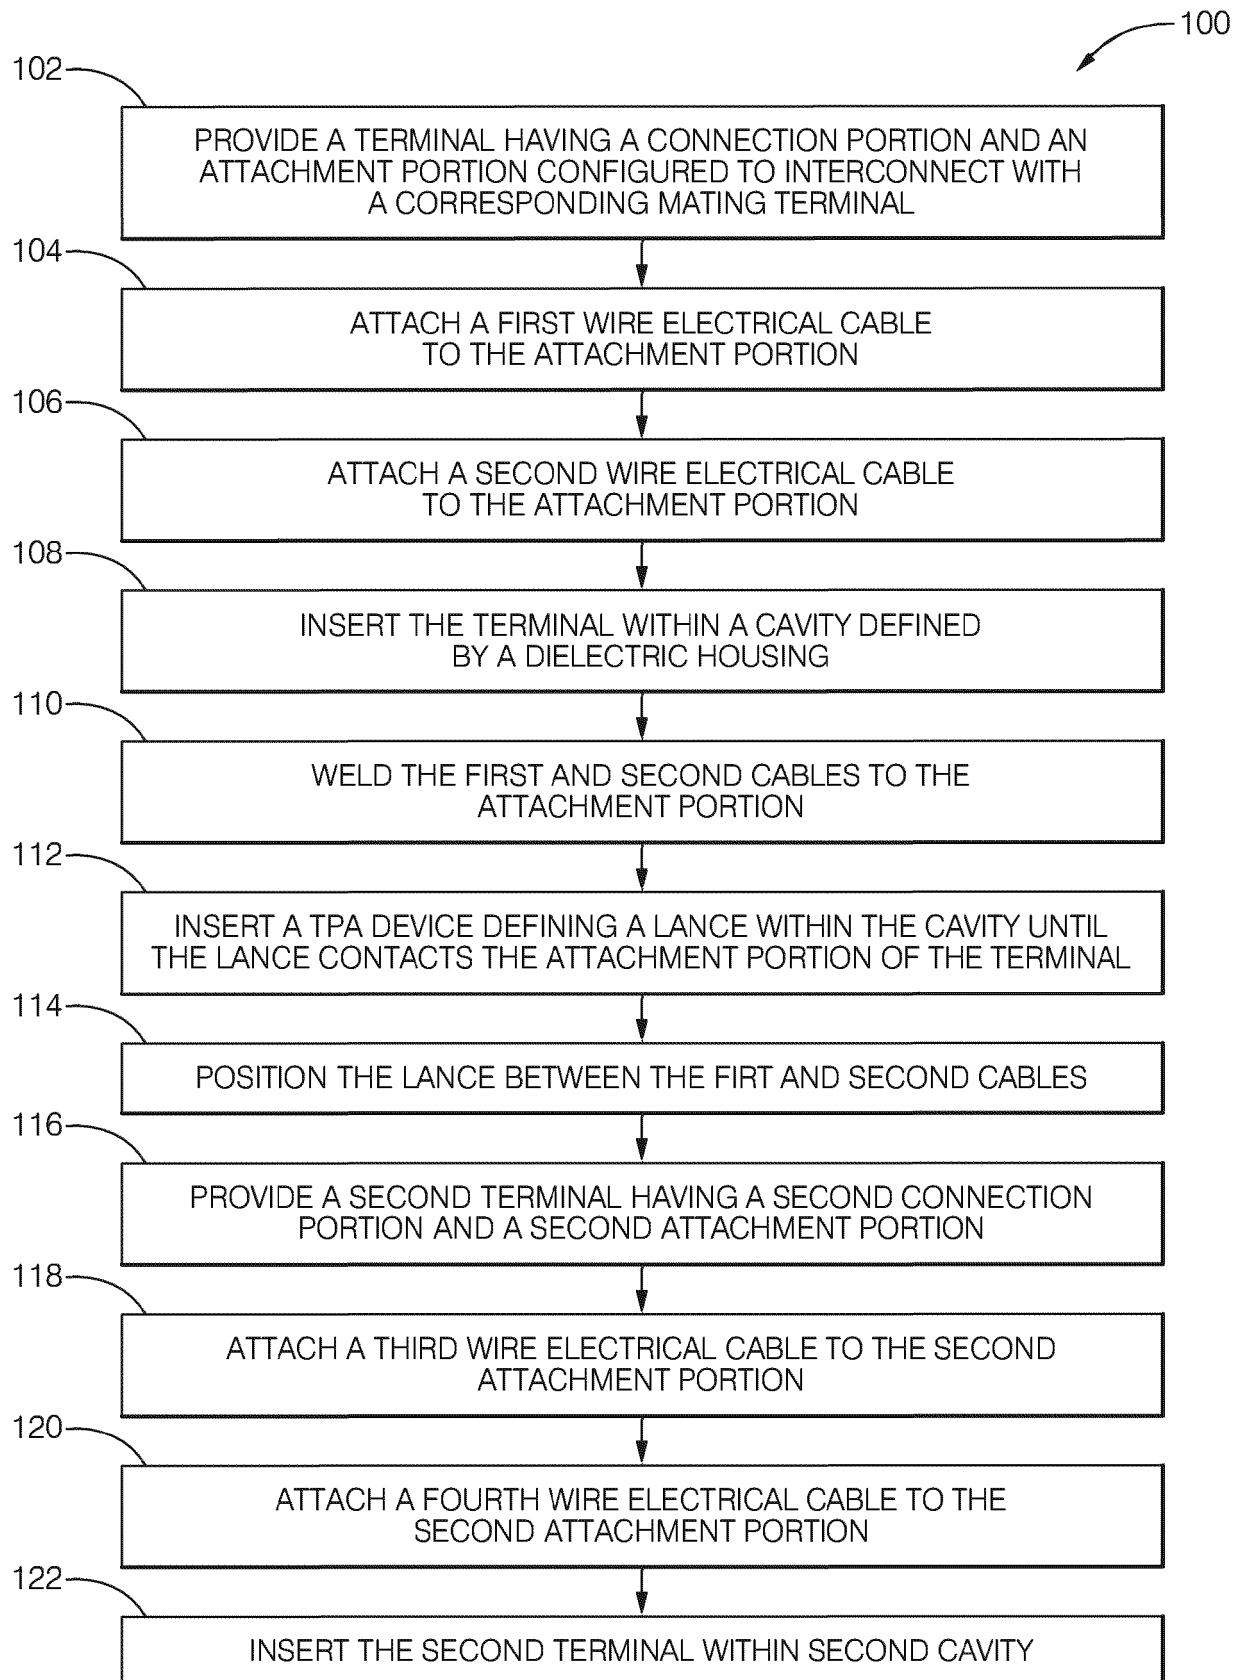 100
102
PROVIDE A TERMINAL HAVING A CONNECTION PORTION AND AN
ATTACHMENT PORTION CONFIGURED TO INTERCONNECT WITH
A CORRESPONDING MATING TERMINAL
104
ATTACH A FIRST WIRE ELECTRICAL CABLE
TO THE ATTACHMENT PORTION
106
ATTACH A SECOND WIRE ELECTRICAL CABLE
TO THE ATTACHMENT PORTION
108
INSERT THE TERMINAL WITHIN A CAVITY DEFINED
BY A DIELECTRIC HOUSING
110
WELD THE FIRST AND SECOND CABLES TO THE
ATTACHMENT PORTION
112
INSERT A TPA DEVICE DEFINING A LANCE WITHIN THE CAVITY UNTIL
THE LANCE CONTACTS THE ATTACHMENT PORTION OF THE TERMINAL
114
POSITION THE LANCE BETWEEN THE FIRT AND SECOND CABLES
116
PROVIDE A SECOND TERMINAL HAVING A SECOND CONNECTION
PORTION AND A SECOND ATTACHMENT PORTION
118
ATTACH A THIRD WIRE ELECTRICAL CABLE TO THE SECOND
ATTACHMENT PORTION
120
ATTACH A FOURTH WIRE ELECTRICAL CABLE TO THE
SECOND ATTACHMENT PORTION
122
INSERT THE SECOND TERMINAL WITHIN SECOND CAVITY